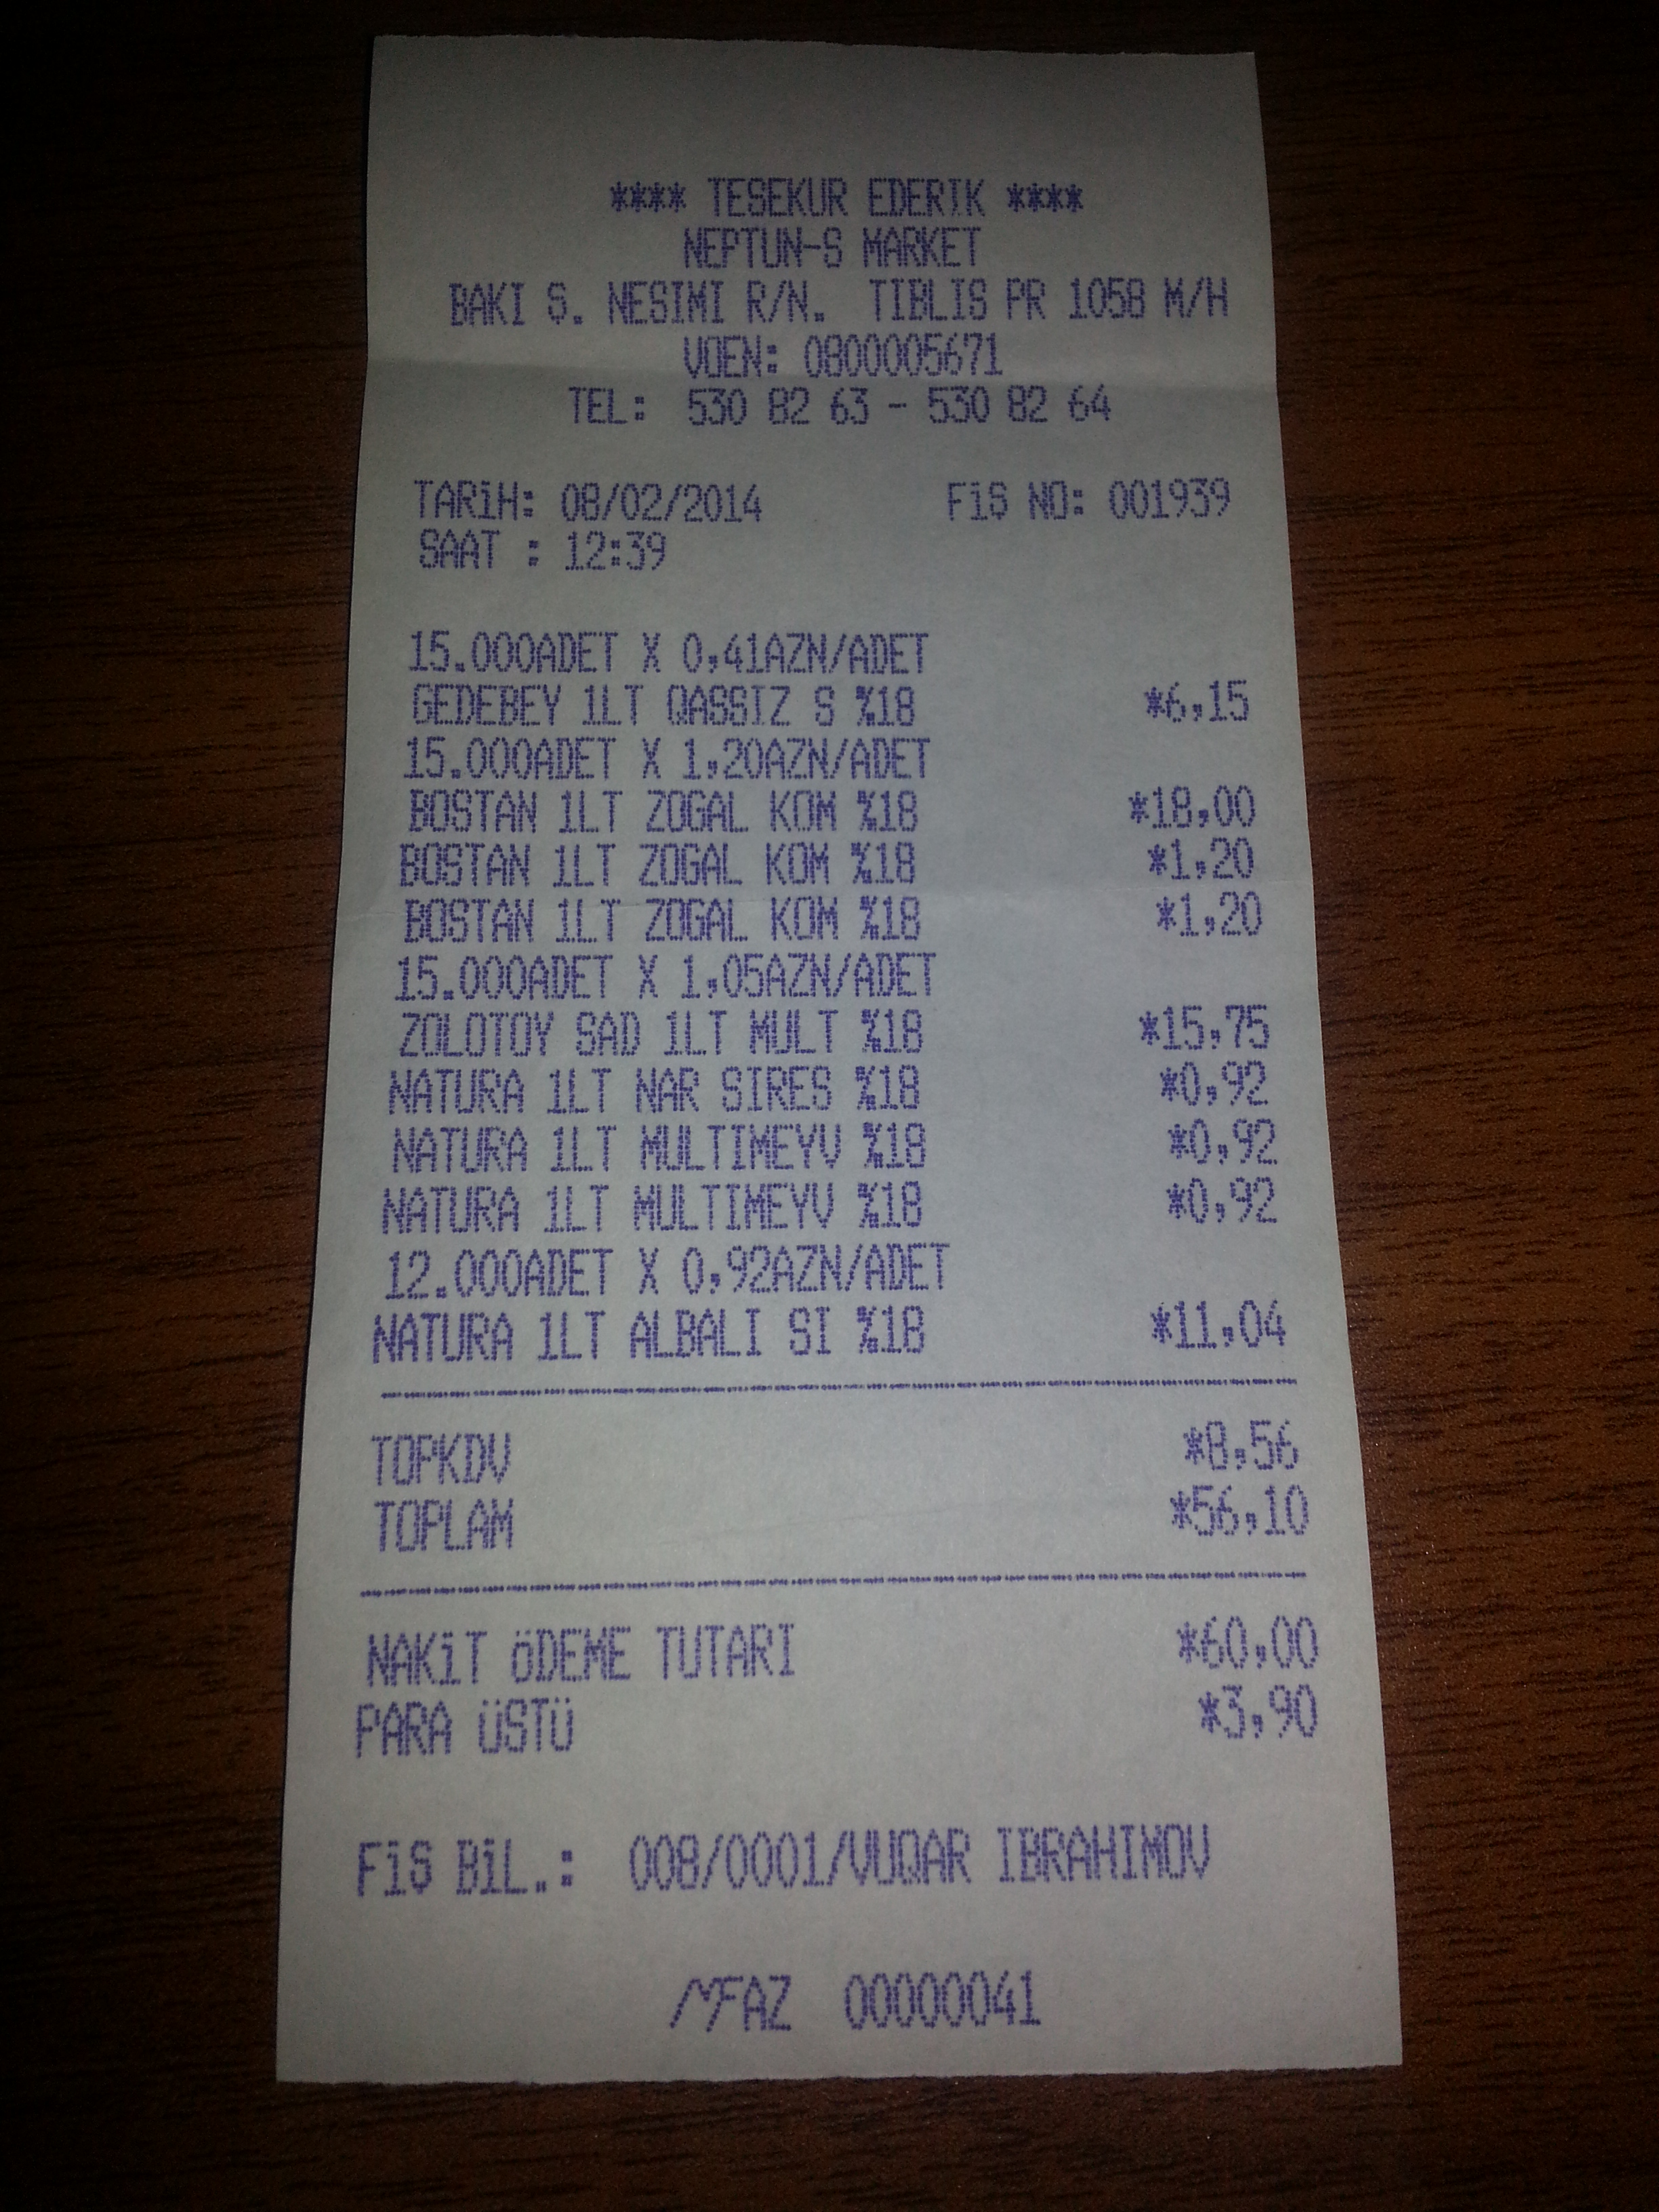 **** TESEKUR EDERIK ****
NEPTUN-S MARKET
BAKI Ş. NESIMI R/N. TIBLIS PR 1058 M/H
VOEN: 0800005671
TEL: 530 82 63 - 530 82 64
TARiH: 08/02/2014 FiŞ NO: 001939
SAAT : 12:39
15.000ADET X 0,41AZN/ADET
GEDEBEY 1LT QASSIZ S %18 *6,15
15.000ADET X 1,20AZN/ADET
BOSTAN 1LT ZOGAL KOM %18 *18,00
BOSTAN 1LT ZOGAL KOM %18 *1,20
BOSTAN 1LT ZOGAL KOM %18 *1,20
15.000ADET X 1,05AZN/ADET
ZOLOTOY SAD 1LT MULT %18 *15,75
NATURA 1LT NAR SIRES %18 *0,92
NATURA 1LT MULTIMEYV %18 *0,92
NATURA 1LT MULTIMEYV %18 *0,92
12.000ADET X 0,92AZN/ADET
NATURA 1LT ALBALI SI %18 *11,04
TOPKDV *8,56
TOPLAM *56,10
NAKiT ÖDEME TUTARI *60,00
PARA ÜSTÜ *3,90
FiŞ BiL.: 008/0001/VUQAR IBRAHIMOV
FAZ 00000041